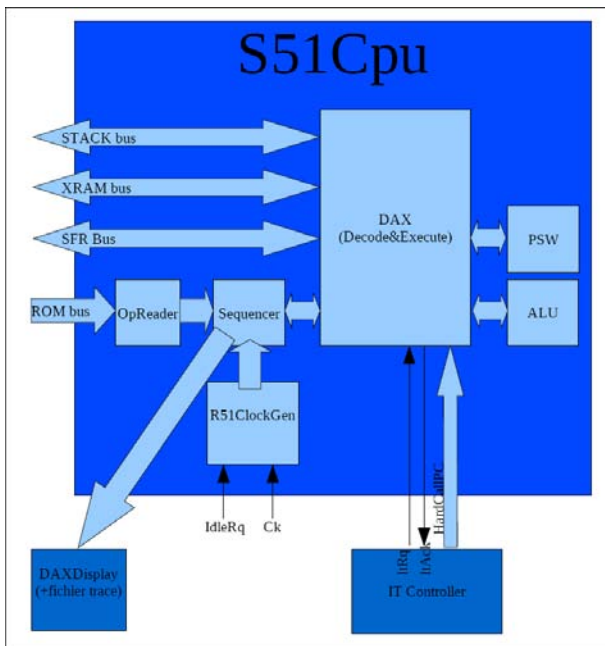 S51Cpu
STACK bus
XRAM bus
SFR Bus
DAX
(Decode&Execute)
PSW
ROM bus
OpReader
Sequencer
ALU
R51ClockGen
IdleRq
Ck
HardCallPC
ItRq
ItAck
DAXDisplay
(+fichier trace)
IT Controller